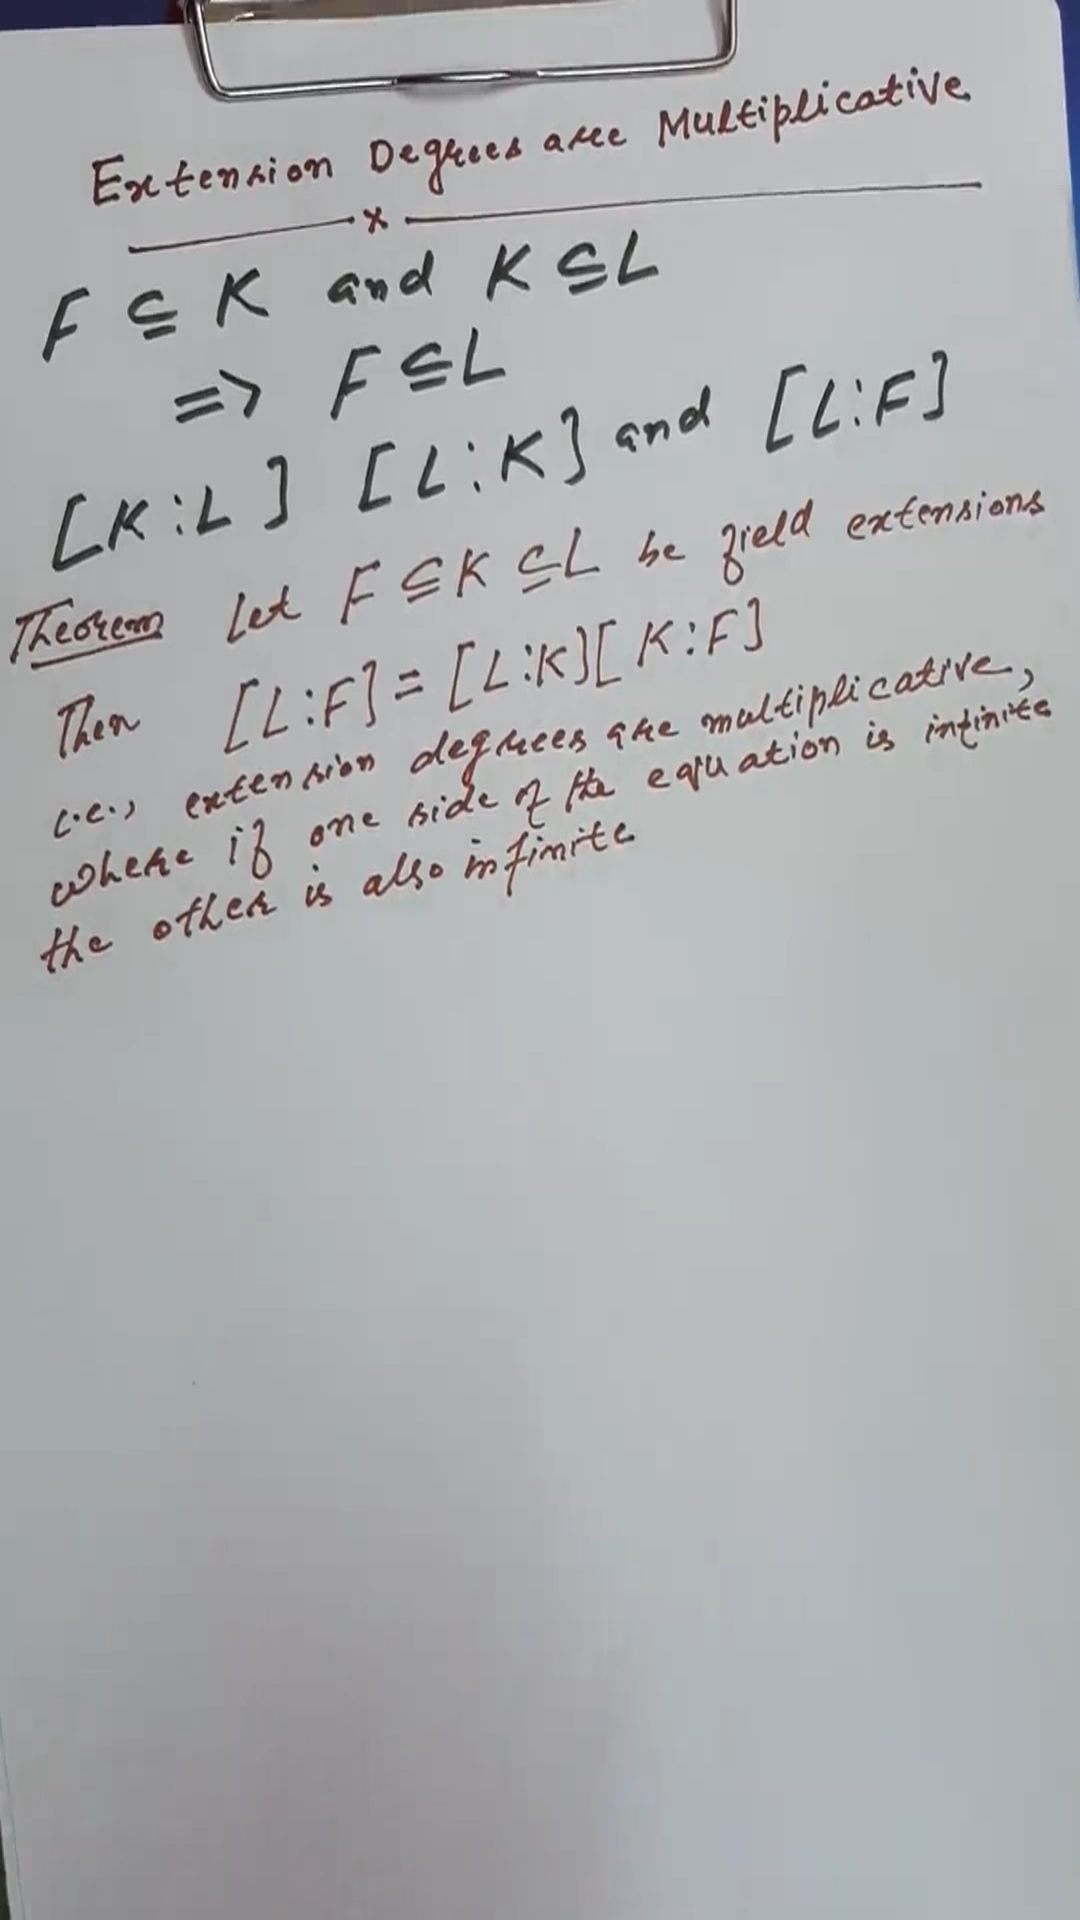 Extension Degrees are Multiplicative
x
F ⊆ K and K ⊆ L
=> F ⊆ L
[K:L] [L:K] and [L:F]
Theorem Let F ⊆ K ⊆ L be field extensions
Then [L:F] = [L:K][K:F]
i.e., extension degrees are multiplicative,
where if one side of the equation is infinite
the other is also infinite